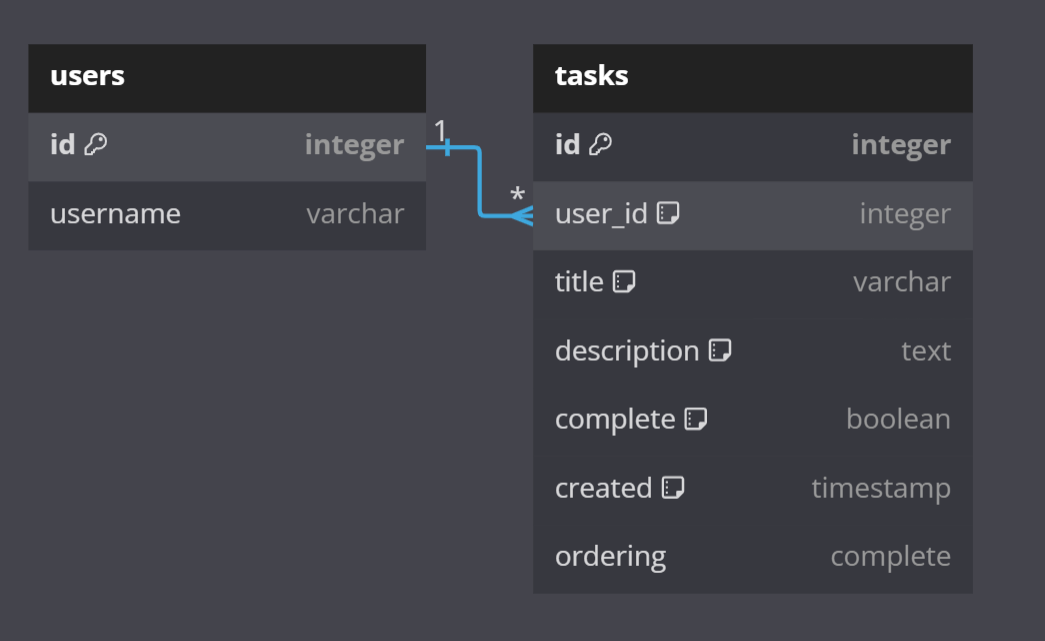 users
id integer
username varchar
1
*
tasks
id integer
user_id integer
title varchar
description text
complete boolean
created timestamp
ordering complete